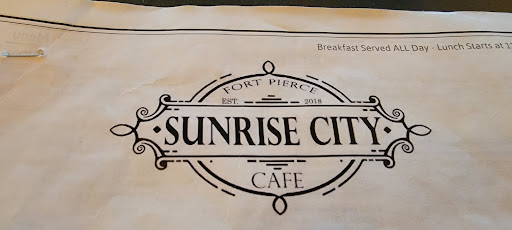 Breakfast Served ALL Day - Lunch Starts at
FORT PIERCE
EST. 2018
·SUNRISE CITY·
CAFE